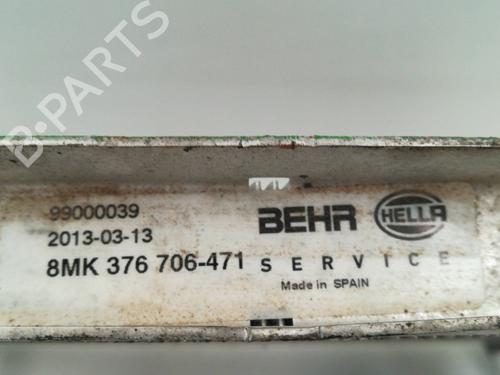 B-PARTS
99000039
2013-03-13
8MK 376 706-471
BEHR HELLA
SERVICE
Made in SPAIN